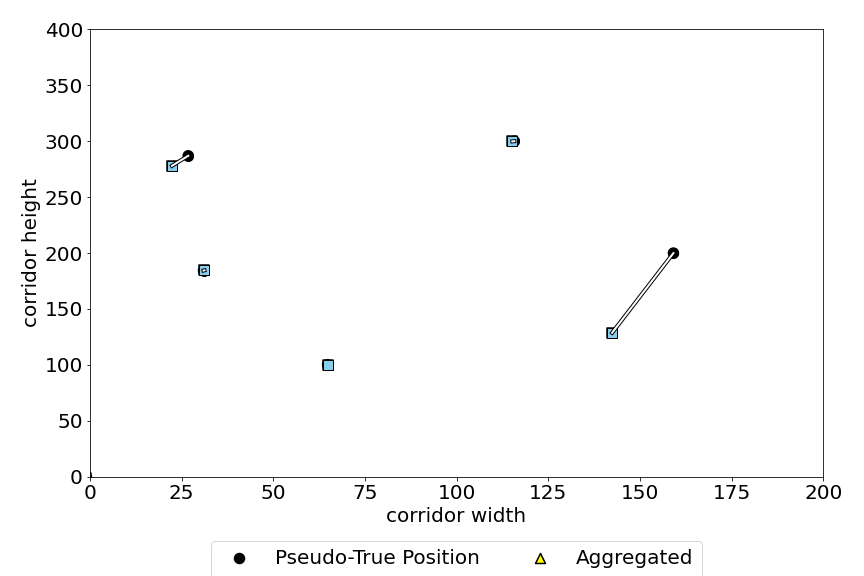 400
350
300
250
200
150
100
50
0
corridor height
0 25 50 75 100 125 150 175 200
corridor width
Pseudo-True Position Aggregated